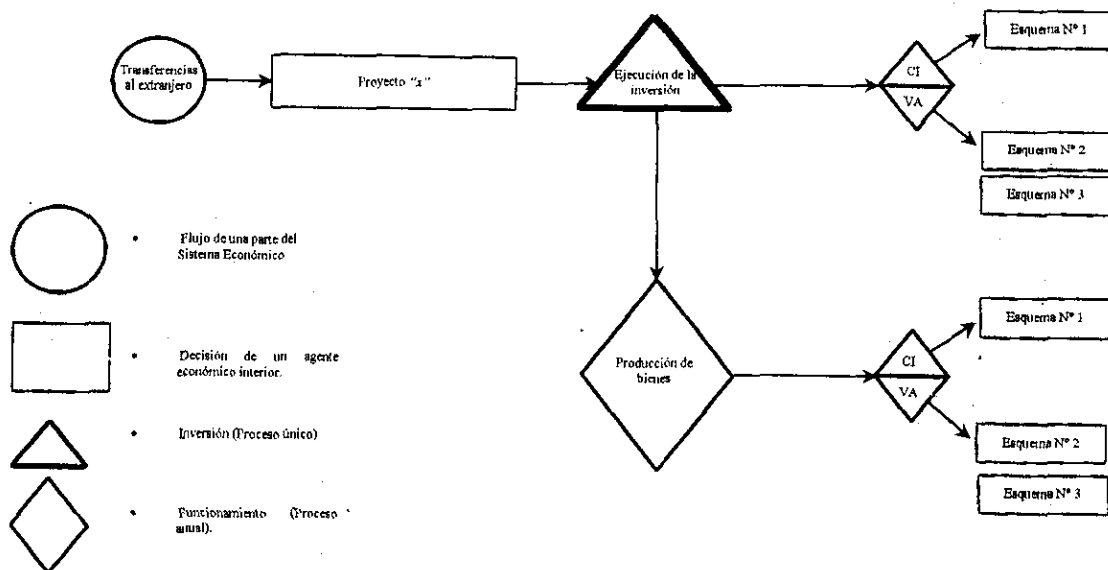 Esquema N° 1
Transferencias
al extranjero
Proyecto "x"
Ejecución de la
inversión
CI
VA
Esquema N° 2
Esquema N° 3
• Flujo de una parte del
Sistema Económico
• Decisión de un agente
económico interior.
• Inversión (Proceso único)
• Funcionamiento (Proceso
anual).
Producción de
bienes
Esquema N° 1
CI
VA
Esquema N° 2
Esquema N° 3